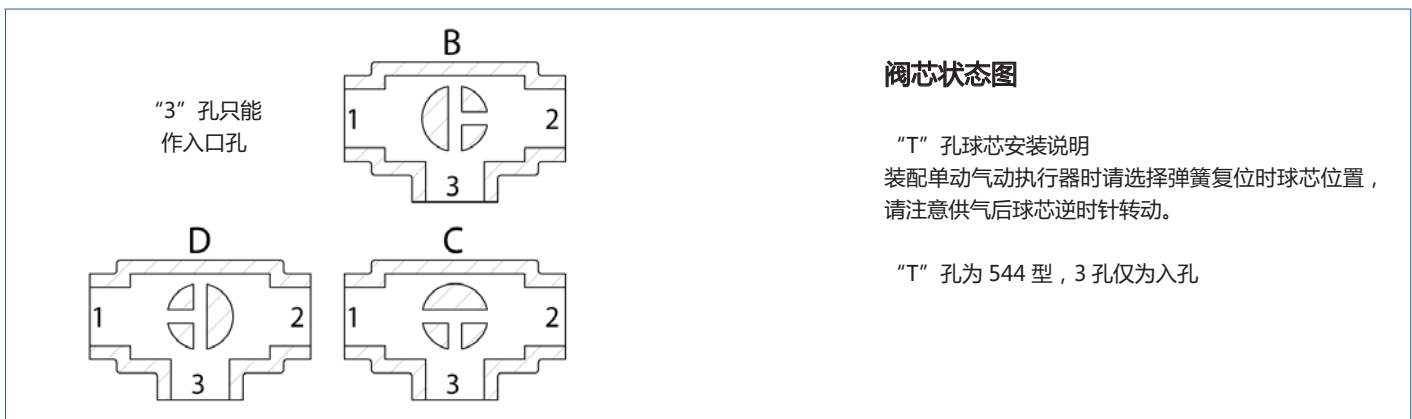 B
“3”孔只能
作入口孔
1
2
3
D
1
2
3
C
1
2
3
阀芯状态图
“T”孔球芯安装说明
装配单动气动执行器时请选择弹簧复位时球芯位置，
请注意供气后球芯逆时针转动。
“T”孔为 544 型，3 孔仅为入孔